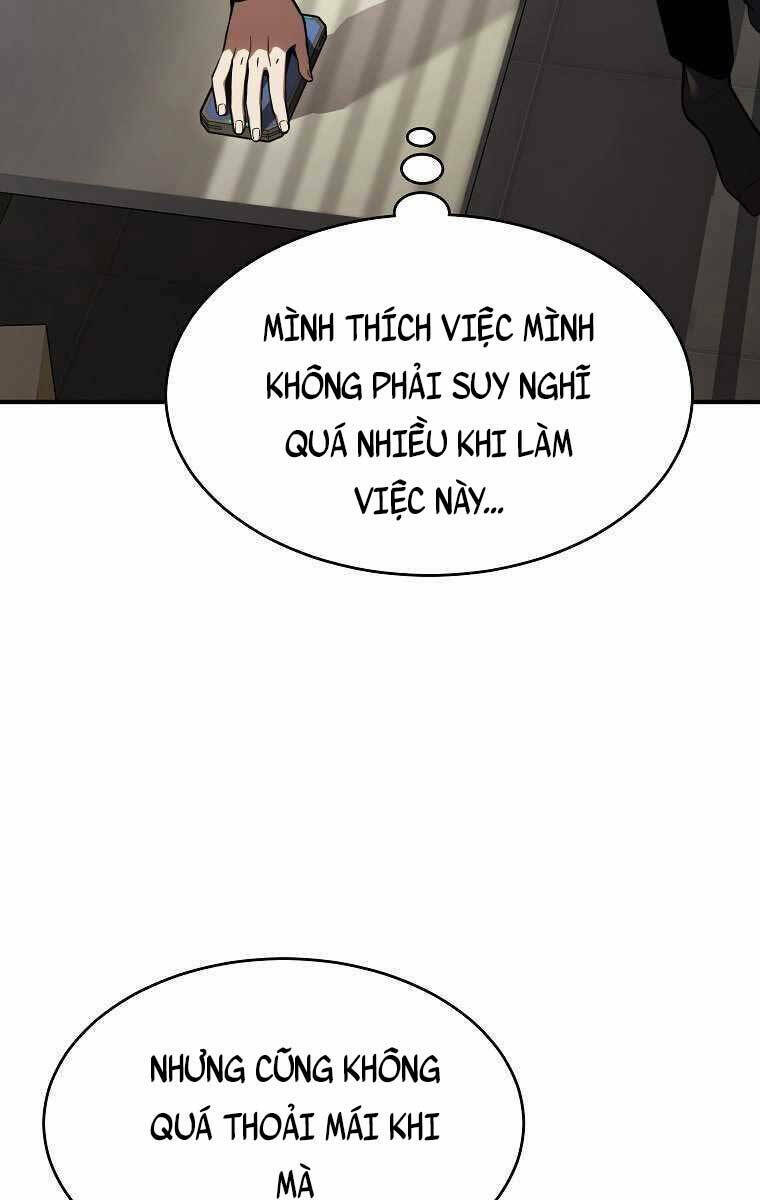 MÌNH THÍCH VIỆC MÌNH
KHÔNG PHẢI SUY NGHĨ
QUÁ NHIỀU KHI LÀM
VIỆC NÀY...
NHƯNG CŨNG KHÔNG
QUÁ THOẢI MÁI KHI
MÀ